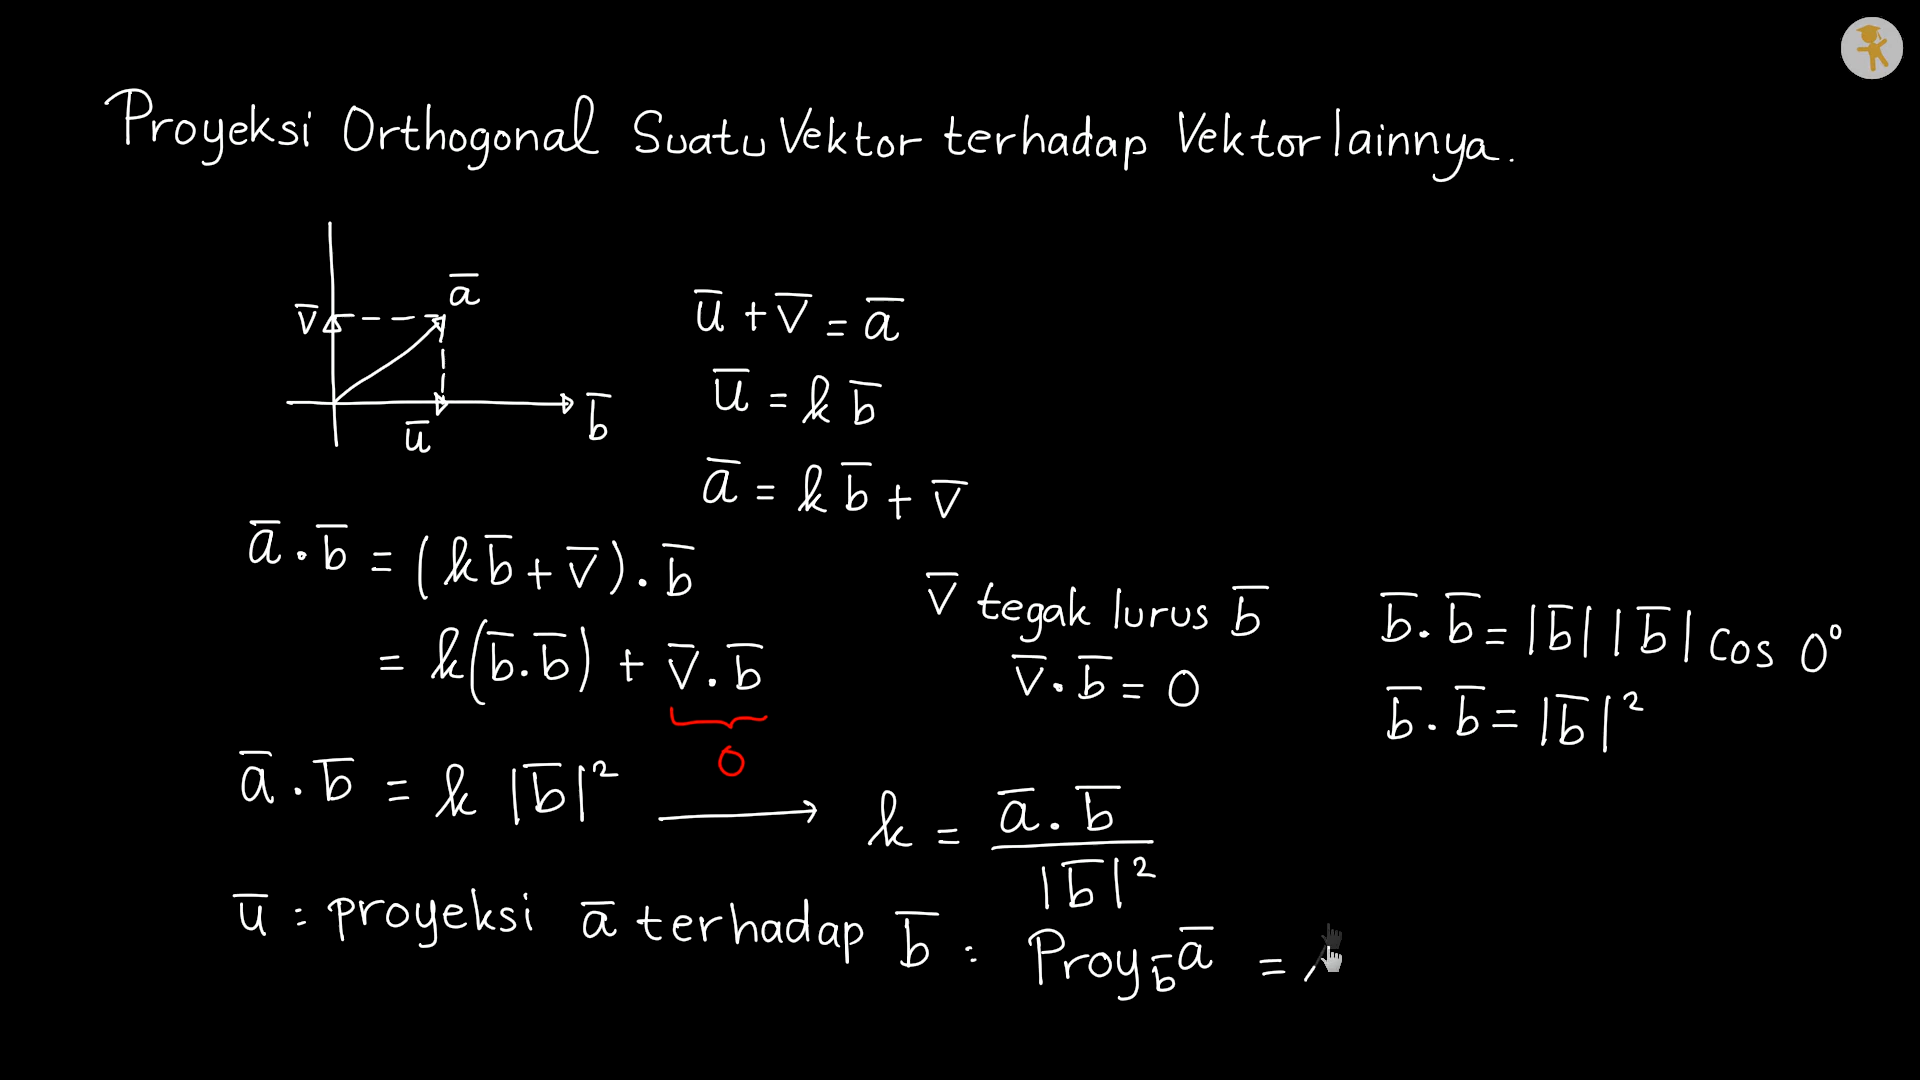 Proyeksi Orthogonal Suatu Vektor terhadap Vektor lainnya.
v̅
a̅
u̅
b̅
u̅ + v̅ = a̅
u̅ = k b̅
a̅ = k b̅ + v̅
a̅ . b̅ = (k b̅ + v̅) . b̅
= k(b̅ . b̅) + v̅ . b̅
0
v̅ tegak lurus b̅
v̅ . b̅ = 0
b̅ . b̅ = |b̅| |b̅| cos 0°
b̅ . b̅ = |b̅|²
a̅ . b̅ = k |b̅|² ⟶ k = a̅ . b̅ / |b̅|²
u̅ : proyeksi a̅ terhadap b̅ : Proy_b̅ a̅ =